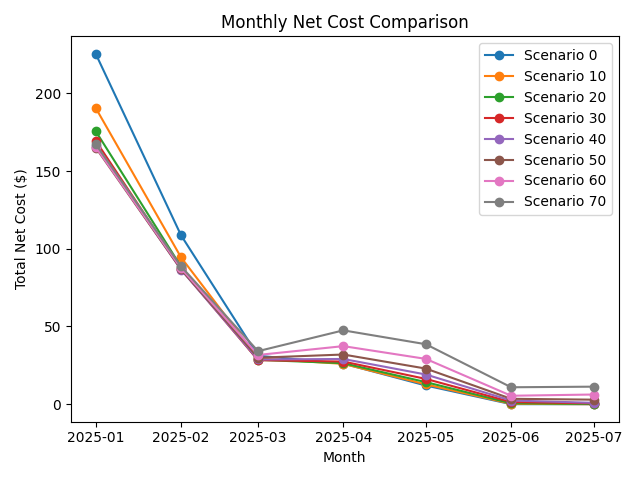 Monthly Net Cost Comparison
Total Net Cost ($)
200
150
100
50
0
Scenario 0
Scenario 10
Scenario 20
Scenario 30
Scenario 40
Scenario 50
Scenario 60
Scenario 70
2025-01 2025-02 2025-03 2025-04 2025-05 2025-06 2025-07
Month